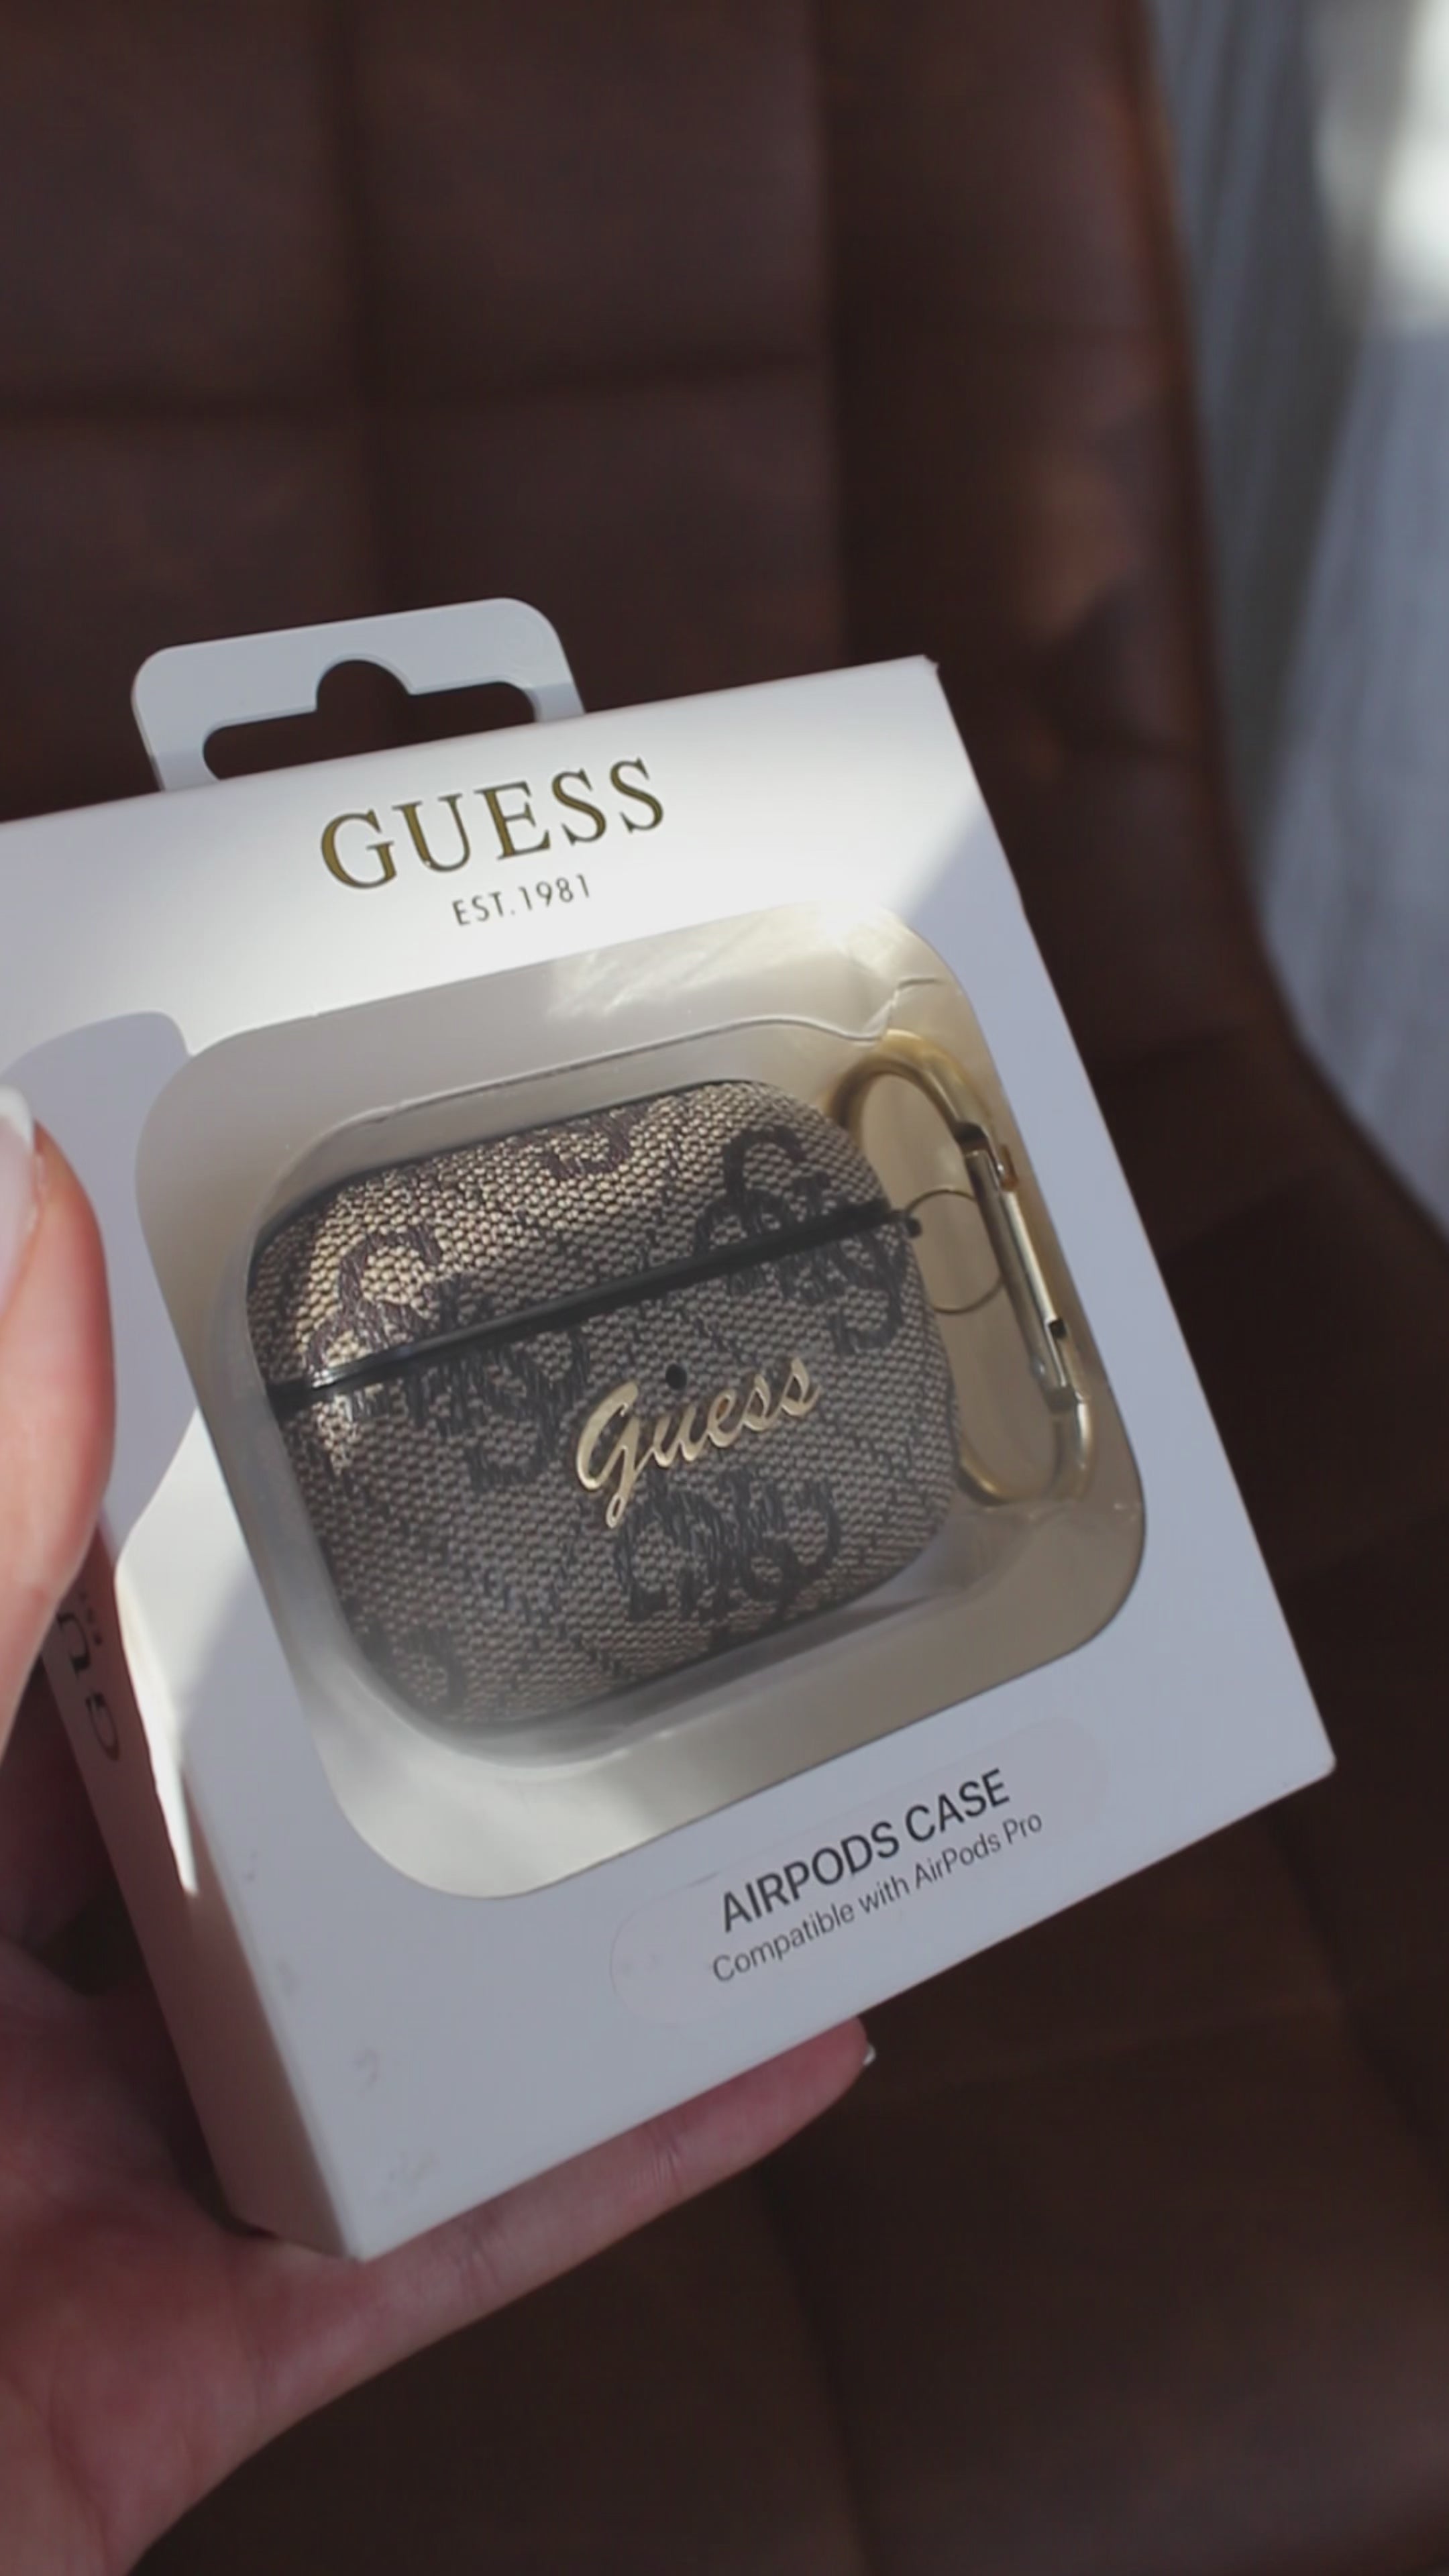 GUESS
EST.1981
Guess
AIRPODS CASE
Compatible with AirPods Pro